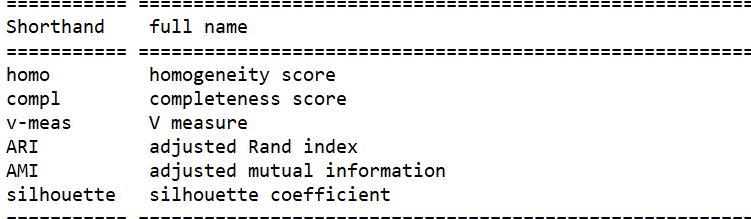 =========== ========================================================
Shorthand    full name
=========== ========================================================
homo         homogeneity score
compl        completeness score
v-meas       V measure
ARI          adjusted Rand index
AMI          adjusted mutual information
silhouette   silhouette coefficient
=========== ========================================================